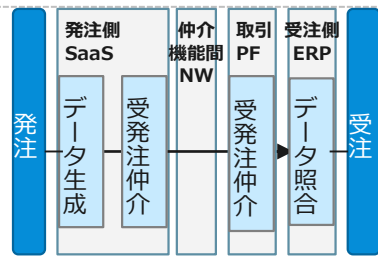 発注側
SaaS
仲介
機能間
NW
取引
PF
受注側
ERP
発注
データ生成
受発注仲介
受発注仲介
データ照合
受注